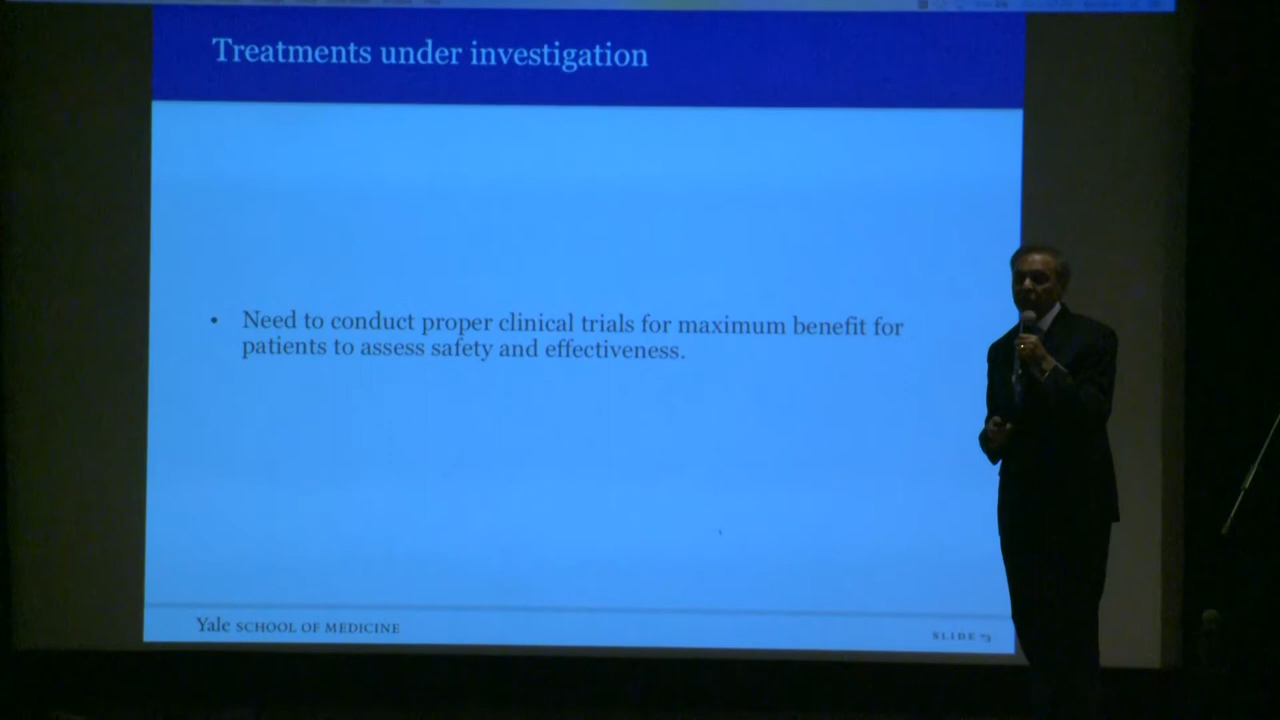 Treatments under investigation
• Need to conduct proper clinical trials for maximum benefit for
patients to assess safety and effectiveness.
Yale SCHOOL OF MEDICINE
SLIDE